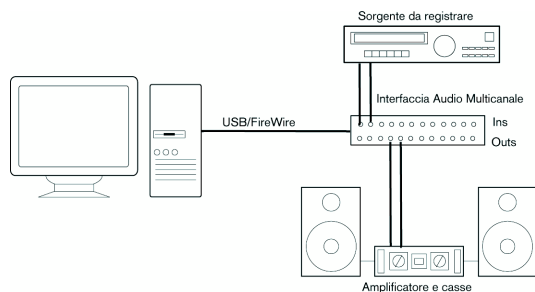 Sorgente da registrare
Interfaccia Audio Multicanale
USB/FireWire
Ins
Outs
Amplificatore e casse